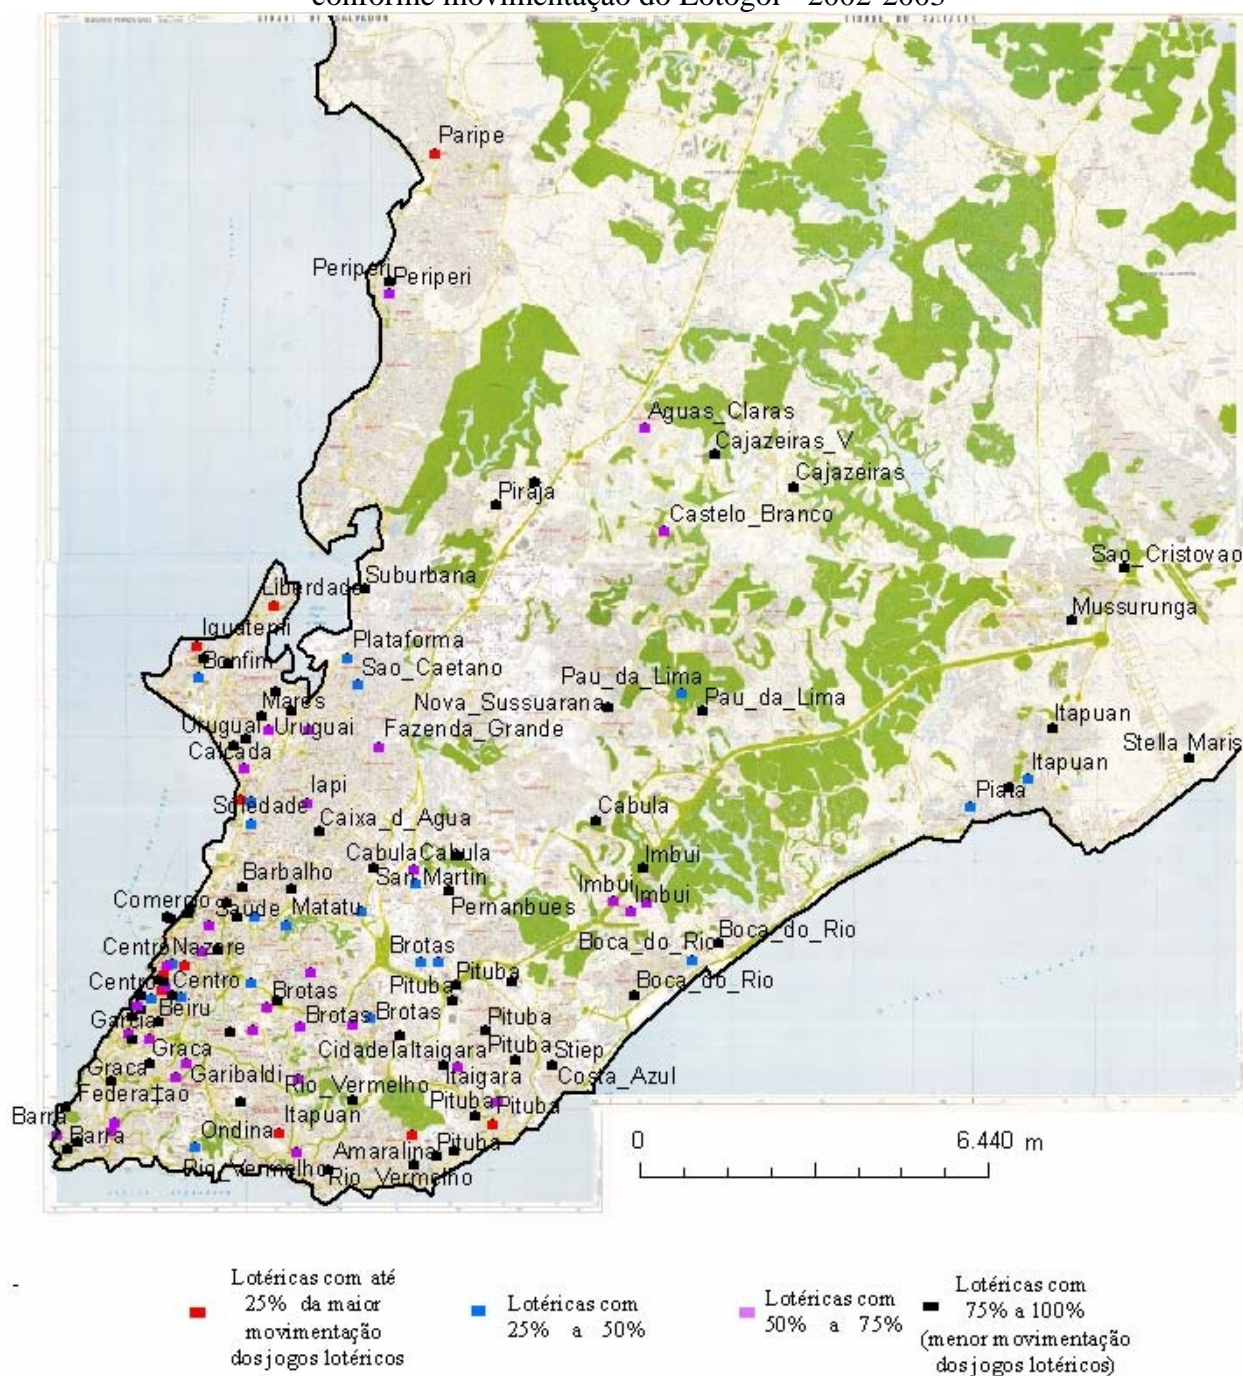 conforme movimentação do Lotogol - 2002-2003
CIDADE DO SALVADOR
Paripe
Periperi
Periperi
Aguas_Claras
Cajazeiras_V
Cajazeiras
Piraja
Castelo_Branco
Sao_Cristovao
Suburbana
Liberdade
Mussurunga
Iguatemi
Plataforma
Bonfim
Sao_Caetano
Pau_da_Lima
Mares
Nova_Sussuarana
Pau_da_Lima
Itapuan
Uruguai
Uruguai
Fazenda_Grande
Stella_Maris
Calcada
Itapuan
Iapi
Piata
Soledade
Caixa_d_Agua
Cabula
Cabula
Cabula
Imbui
San_Martin
Barbalho
Imbui
Imbui
Comercio
Saude
Matatu
Pernanbues
Centro
Nazare
Brotas
Boca_do_Rio
Boca_do_Rio
Pituba
Centro
Centro
Pituba
Boca_do_Rio
Brotas
Beiru
Brotas
Brotas
Pituba
Garcia
Graca
Cidadela
Itaigara
Pituba
Stiep
Graca
Garibaldi
Itaigara
Costa_Azul
Federatao
Rio_Vermelho
Barra
Itapuan
Pituba
Pituba
Barra
Ondina
Amaralina
Pituba
Rio_Vermelho
Rio_Vermelho
0
6.440 m
-
Lotéricas com até
25% da maior
movimentação
dos jogos lotéricos
Lotéricas com
25% a 50%
Lotéricas com
50% a 75%
Lotéricas com
75% a 100%
(menor movimentação
dos jogos lotéricos)